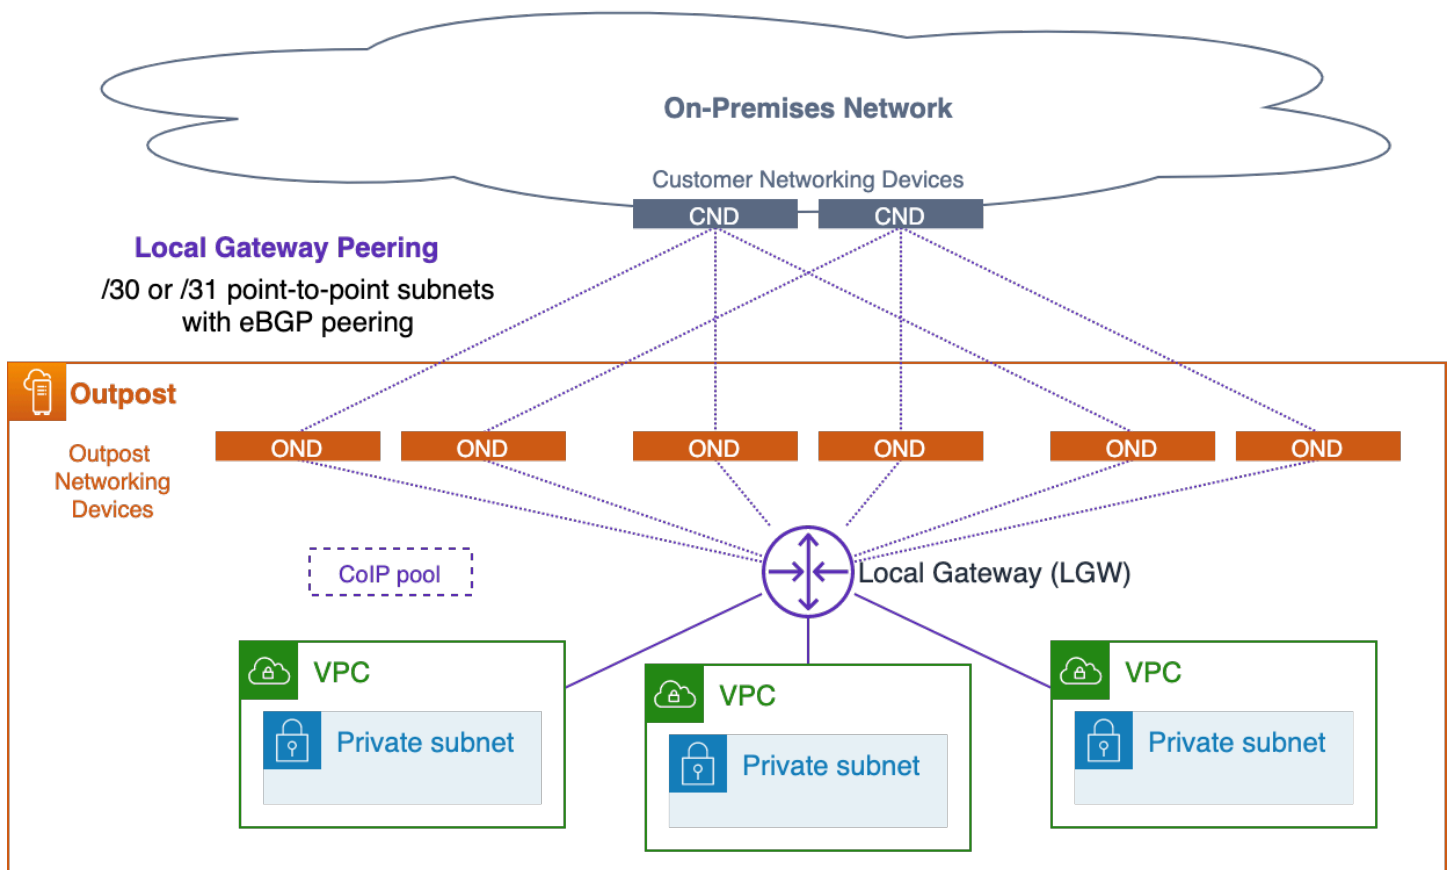 On-Premises Network
Customer Networking Devices
CND CND
Local Gateway Peering
/30 or /31 point-to-point subnets
with eBGP peering
Outpost
Outpost
Networking
Devices
OND OND OND OND OND OND
CoIP pool
Local Gateway (LGW)
VPC
Private subnet
VPC
Private subnet
VPC
Private subnet